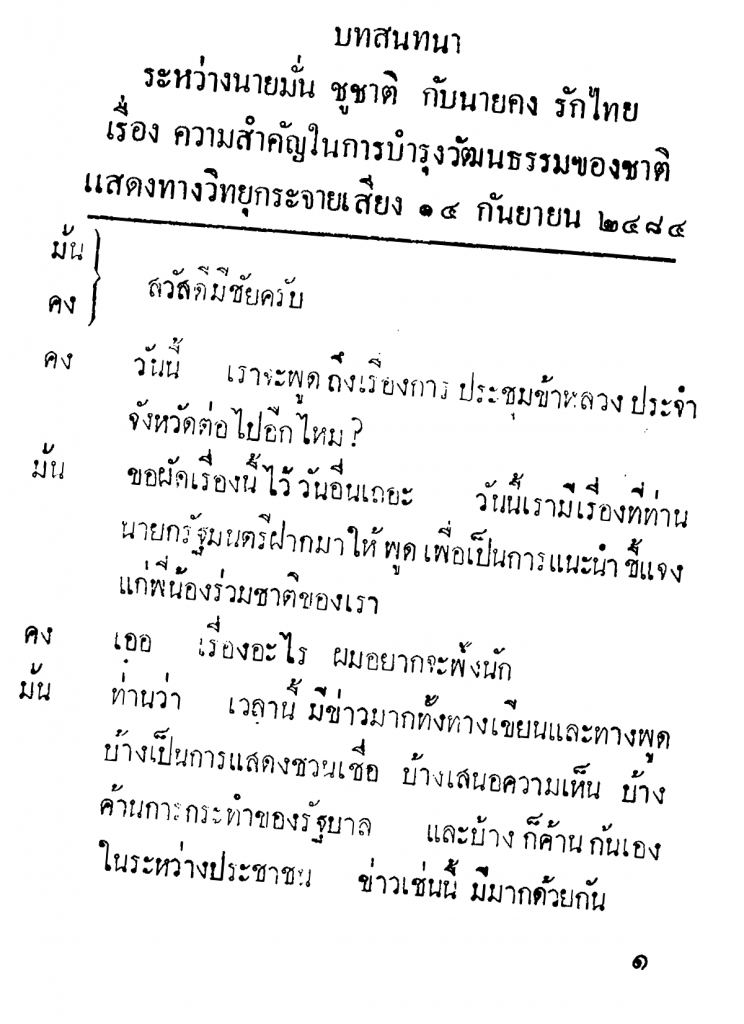 บทสนทนา
ระหว่างนายมั่น ชูชาติ กับนายคง รักไทย
เรื่อง ความสำคัญในการบำรุงวัฒนธรรมของชาติ
แสดงทางวิทยุกระจายเสียง ๑๔ กันยายน ๒๔๘๔
มั่น
คง
สวัสดีมีชัยครับ
คง วันนี้ เราจะพูดถึงเรื่องการประชุมข้าหลวงประจำ
จังหวัดต่อไปอีกไหม?
มั่น ขอผัดเรื่องนี้ไว้วันอื่นเถอะ วันนี้เรามีเรื่องที่ท่าน
นายกรัฐมนตรีฝากมาให้พูด เพื่อเป็นการแนะนำชี้แจง
แก่พี่น้องร่วมชาติของเรา
คง เออ เรื่องอะไร ผมอยากจะฟังนัก
มั่น ท่านว่า เวลานี้ มีข่าวมากทั้งทางเขียนและทางพูด
บ้างเป็นการแสดงชวนเชื่อ บ้างเสนอความเห็น บ้าง
ค้านการกระทำของรัฐบาล และบ้าง ก็ค้านกันเอง
ในระหว่างประชาชน ข่าวเช่นนี้ มีมากด้วยกัน
๑